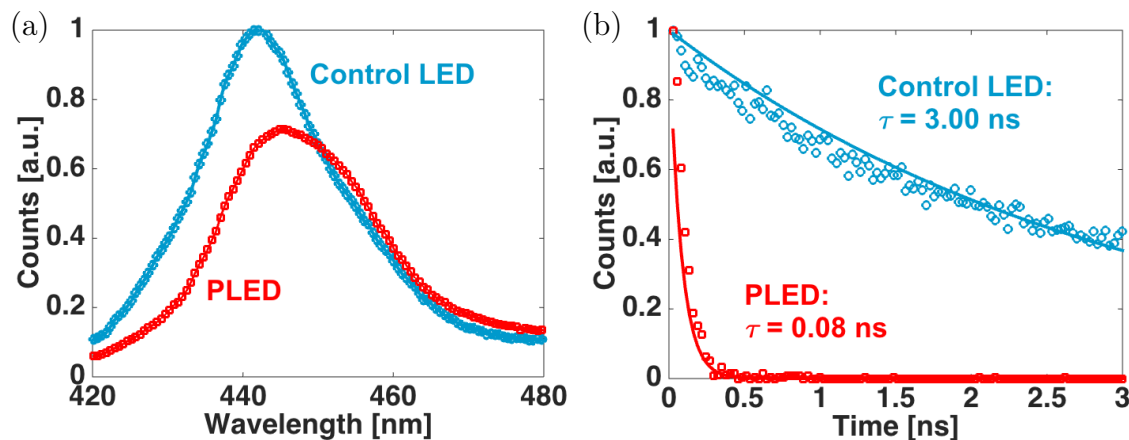 (a)
1
0.8
0.6
0.4
0.2
0
Counts [a.u.]
Control LED
PLED
420
440
460
480
Wavelength [nm]
(b)
1
0.8
0.6
0.4
0.2
0
Counts [a.u.]
Control LED:
τ = 3.00 ns
PLED:
τ = 0.08 ns
0
0.5
1
1.5
2
2.5
3
Time [ns]